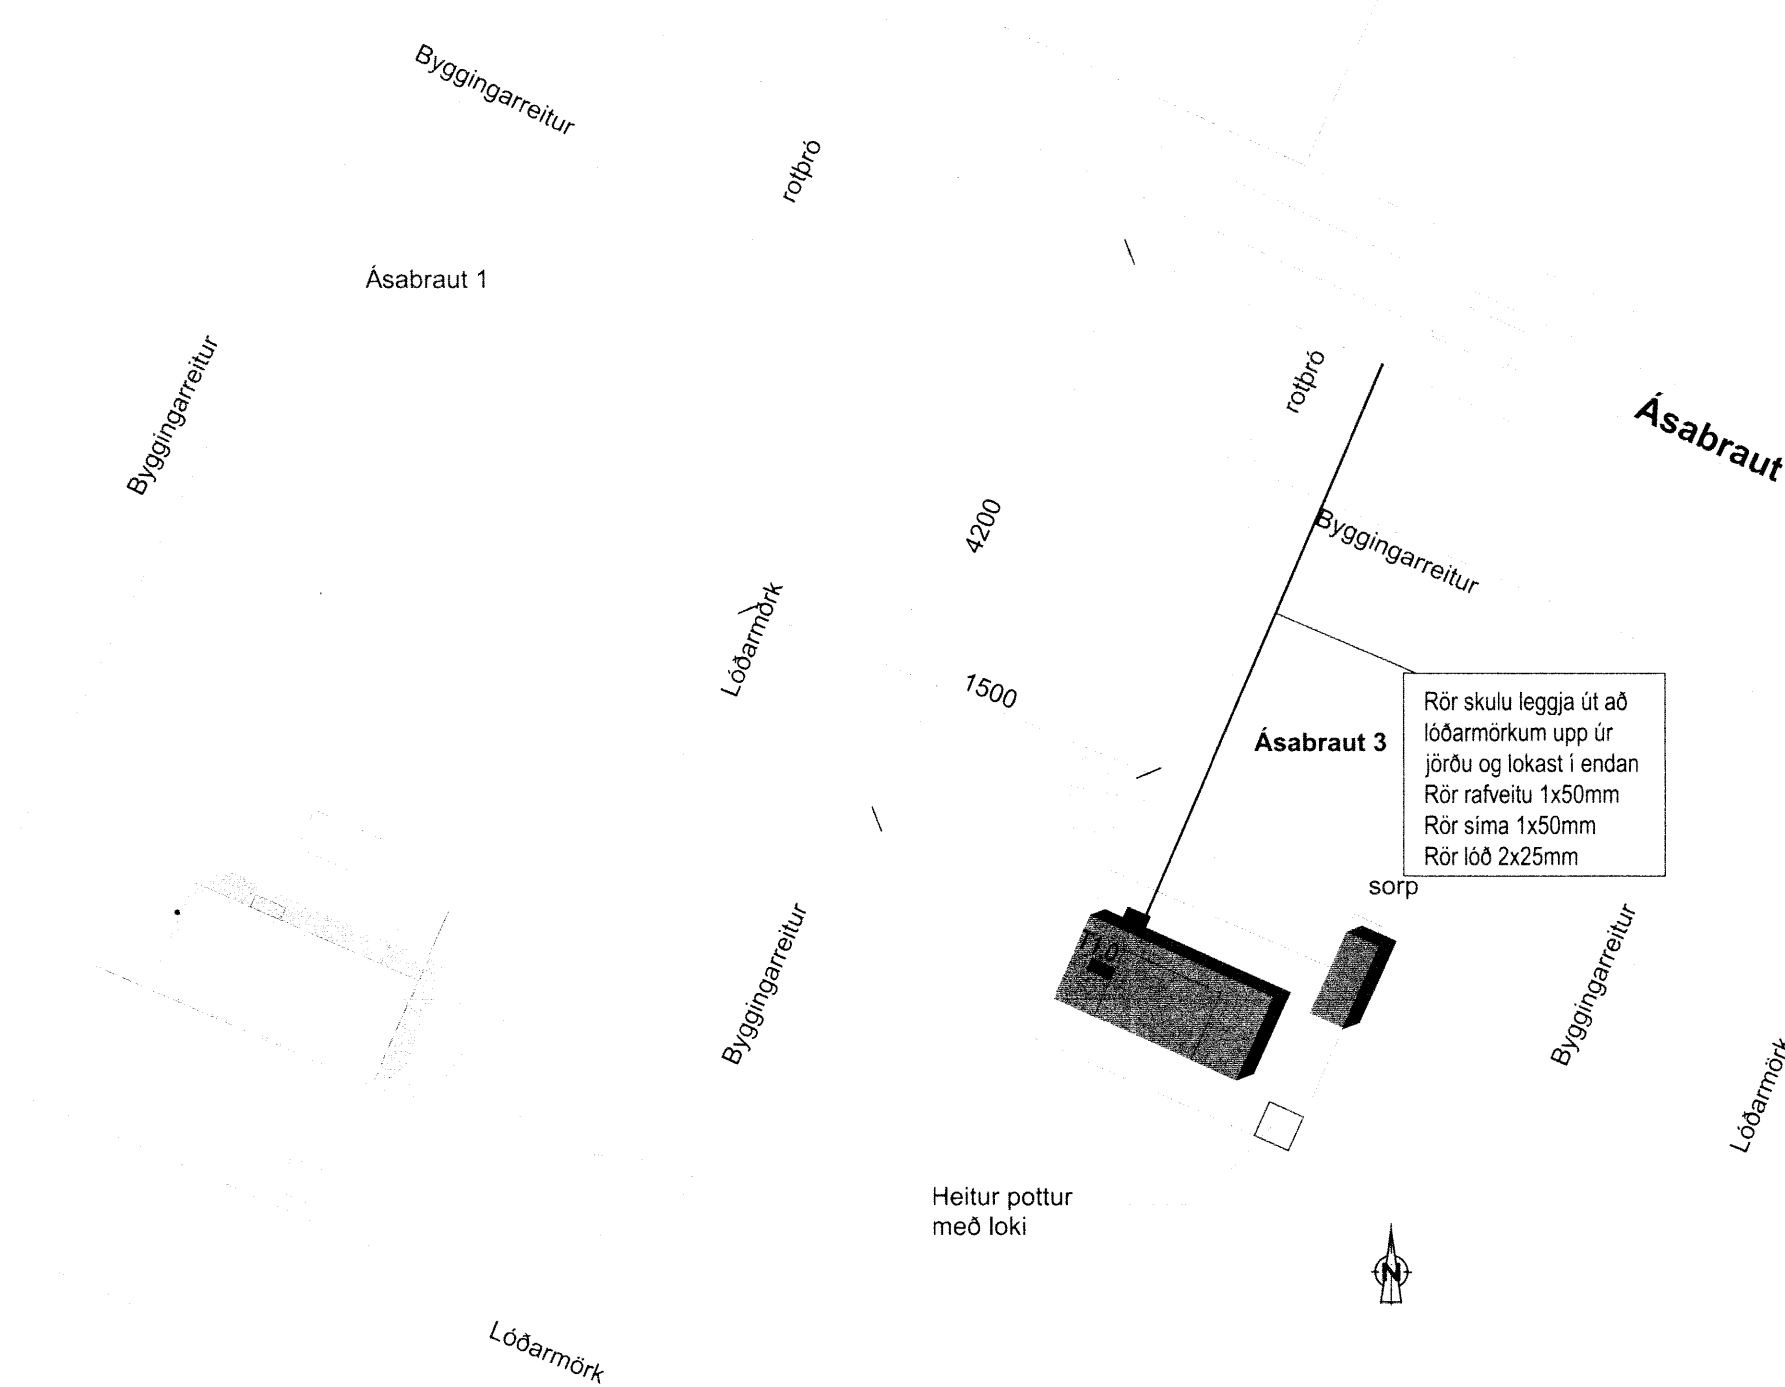 Byggingarreitur
rotþró
Ásabraut 1
Byggingarreitur
rotþró
Ásabraut
4200
Byggingarreitur
Lóðarmörk
1500
Rör skulu leggja út að
lóðarmörkum upp úr
jörðu og lokast í endan
Rör rafveitu 1x50mm
Rör síma 1x50mm
Rör lóð 2x25mm
Ásabraut 3
sorp
Byggingarreitur
Byggingarreitur
Lóðarmörk
Heitur pottur
með loki
N
Lóðarmörk